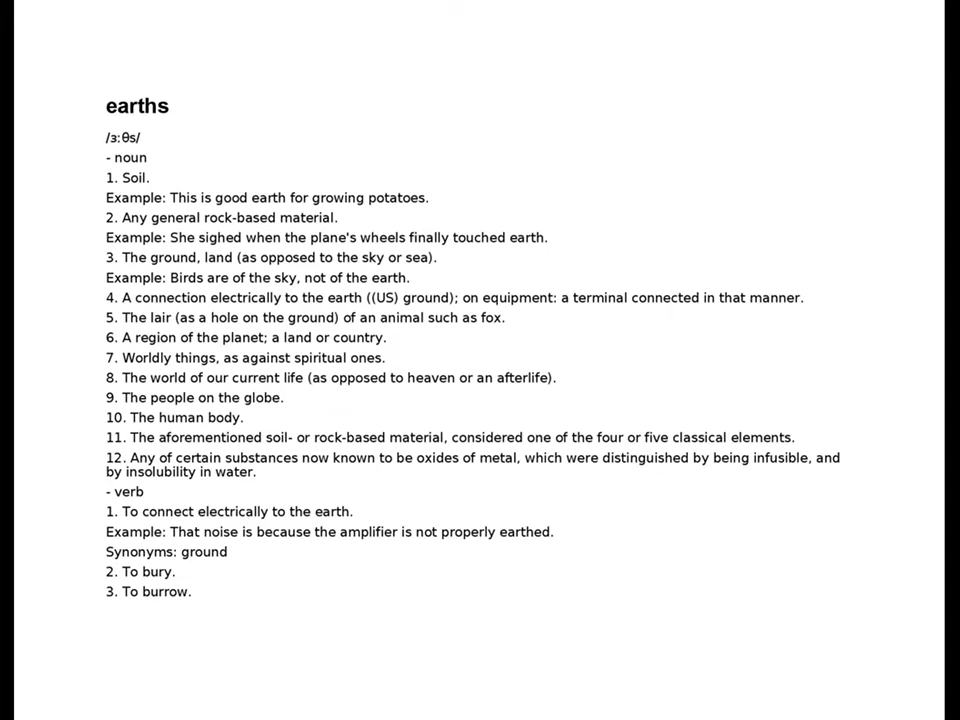 earths
/ɜːθs/
- noun
1. Soil.
Example: This is good earth for growing potatoes.
2. Any general rock-based material.
Example: She sighed when the plane's wheels finally touched earth.
3. The ground, land (as opposed to the sky or sea).
Example: Birds are of the sky, not of the earth.
4. A connection electrically to the earth ((US) ground); on equipment: a terminal connected in that manner.
5. The lair (as a hole on the ground) of an animal such as fox.
6. A region of the planet; a land or country.
7. Worldly things, as against spiritual ones.
8. The world of our current life (as opposed to heaven or an afterlife).
9. The people on the globe.
10. The human body.
11. The aforementioned soil- or rock-based material, considered one of the four or five classical elements.
12. Any of certain substances now known to be oxides of metal, which were distinguished by being infusible, and
by insolubility in water.
- verb
1. To connect electrically to the earth.
Example: That noise is because the amplifier is not properly earthed.
Synonyms: ground
2. To bury.
3. To burrow.